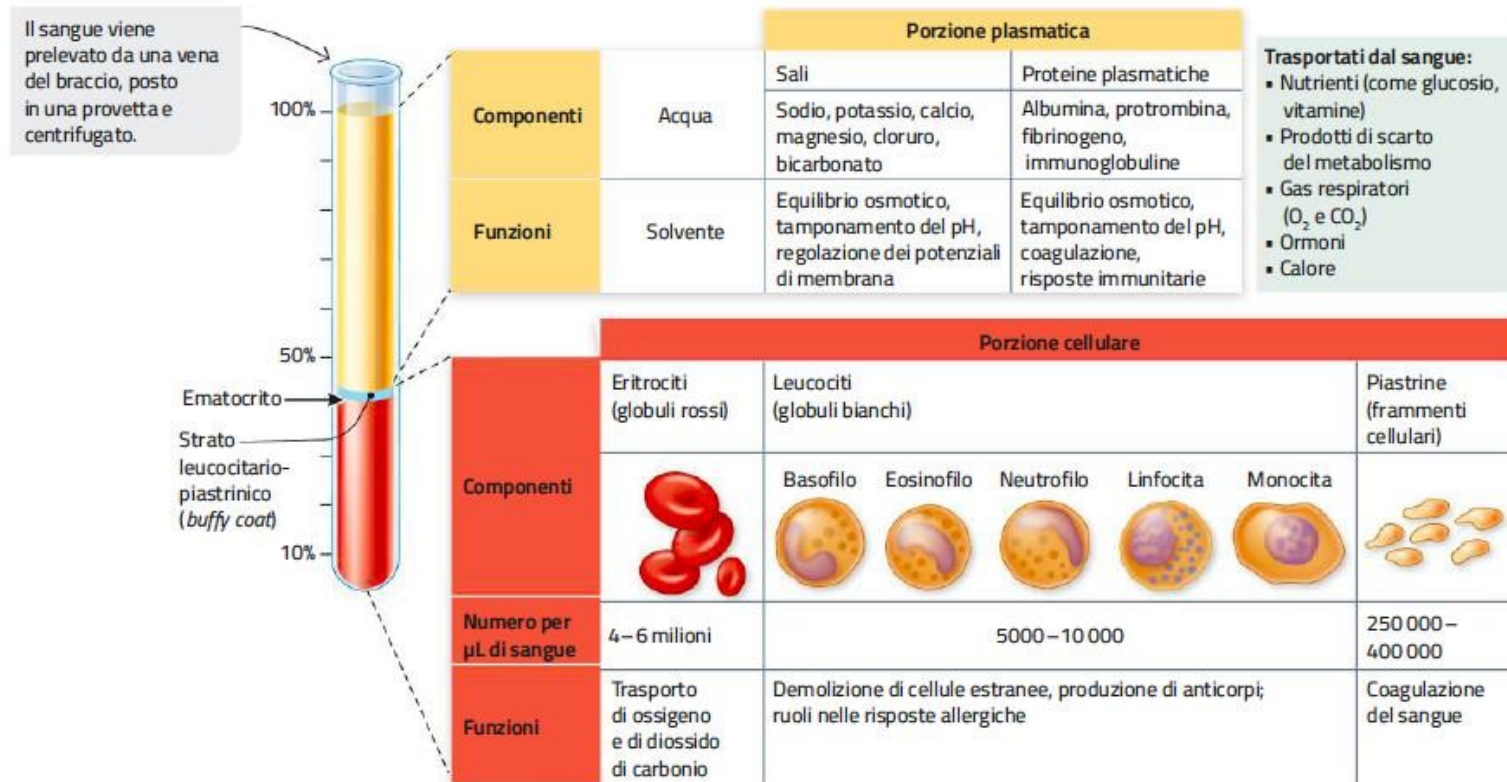 Il sangue viene
prelevato da una vena
del braccio, posto
in una provetta e
centrifugato.
100%
50%
Ematocrito
Strato
leucocitario-
piastrinico
(buffy coat)
10%
Porzione plasmatica
Componenti
Acqua
Sali
Proteine plasmatiche
Sodio, potassio, calcio,
magnesio, cloruro,
bicarbonato
Albumina, protrombina,
fibrinogeno,
immunoglobuline
Funzioni
Solvente
Equilibrio osmotico,
tamponamento del pH,
regolazione dei potenziali
di membrana
Equilibrio osmotico,
tamponamento del pH,
coagulazione,
risposte immunitarie
Trasportati dal sangue:
▪ Nutrienti (come glucosio,
vitamine)
▪ Prodotti di scarto
del metabolismo
▪ Gas respiratori
(O₂ e CO₂)
▪ Ormoni
▪ Calore
Porzione cellulare
Componenti
Eritrociti
(globuli rossi)
Leucociti
(globuli bianchi)
Piastrine
(frammenti
cellulari)
Basofilo Eosinofilo Neutrofilo Linfocita Monocita
Numero per
µL di sangue
4–6 milioni
5000–10 000
250 000–
400 000
Funzioni
Trasporto
di ossigeno
e di diossido
di carbonio
Demolizione di cellule estranee, produzione di anticorpi;
ruoli nelle risposte allergiche
Coagulazione
del sangue